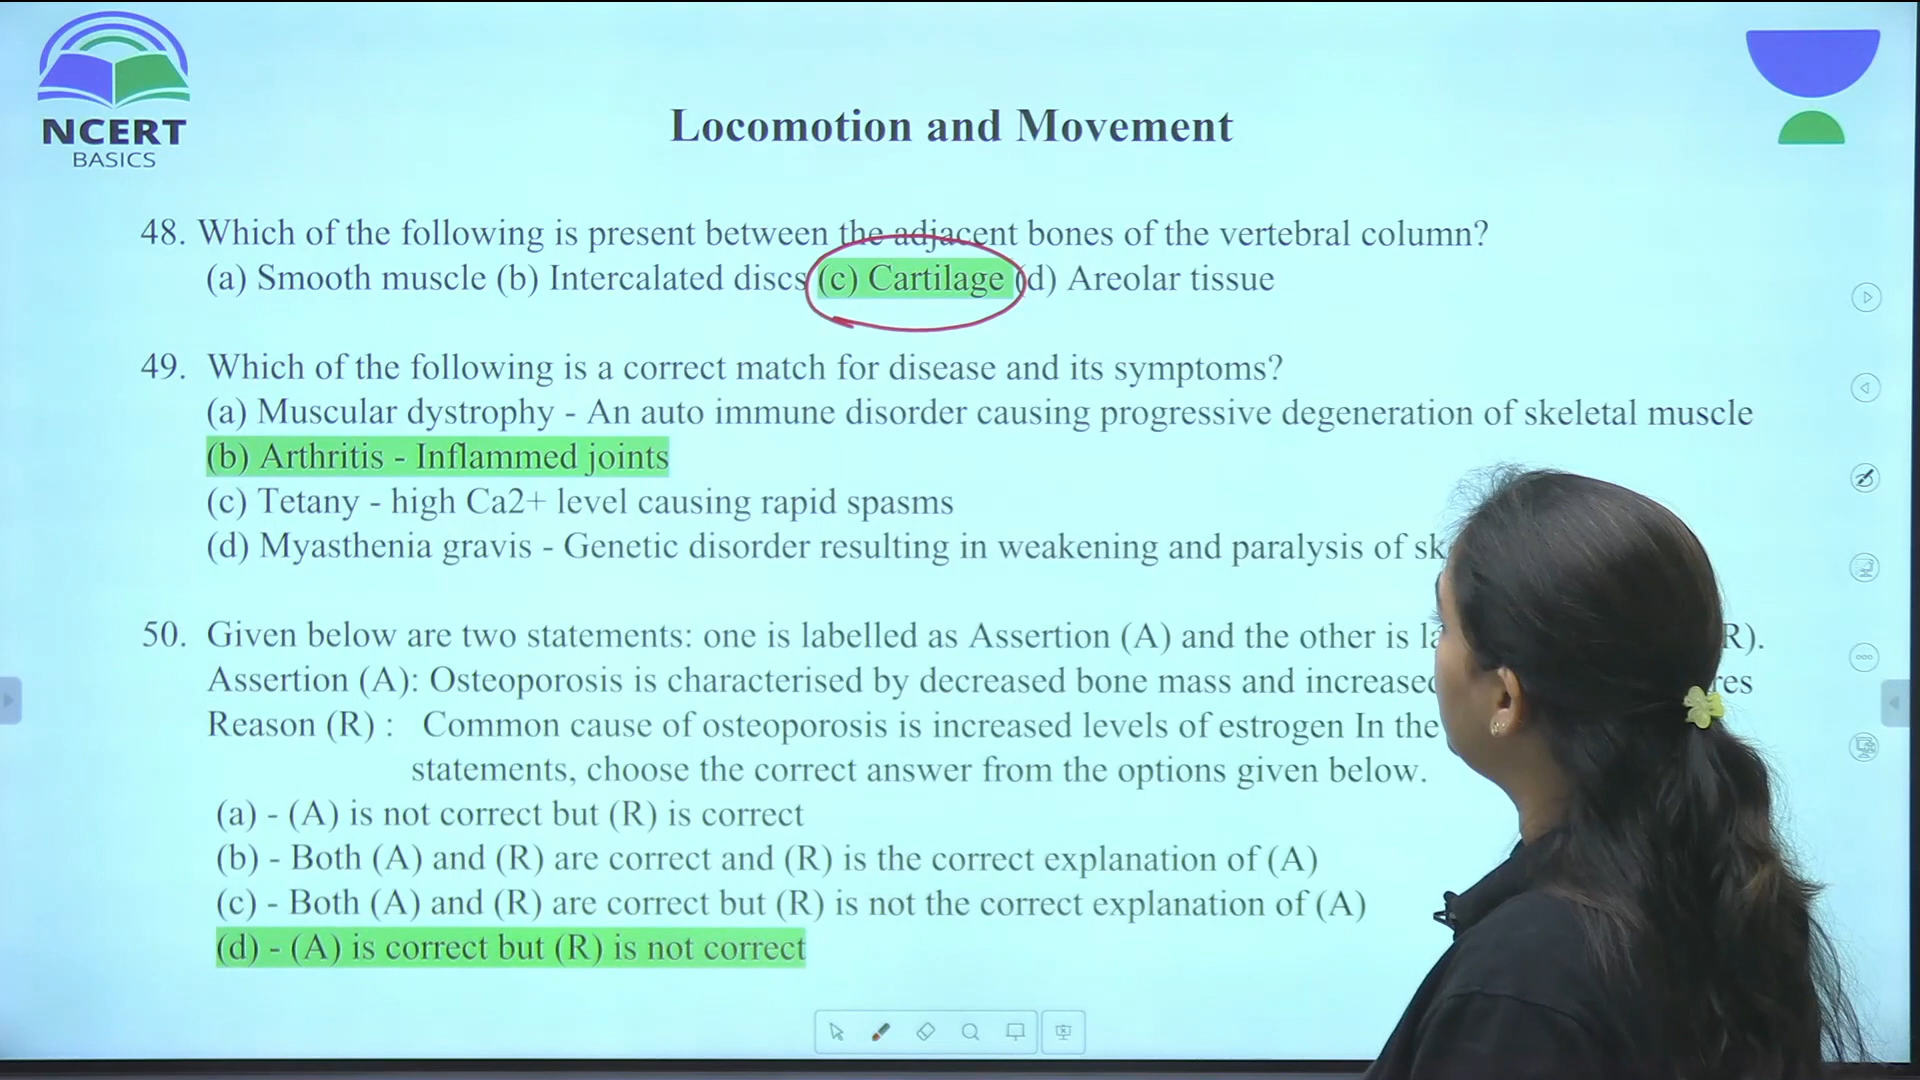 NCERT
BASICS
Locomotion and Movement
48. Which of the following is present between the adjacent bones of the vertebral column?
(a) Smooth muscle (b) Intercalated discs (c) Cartilage (d) Areolar tissue
49. Which of the following is a correct match for disease and its symptoms?
(a) Muscular dystrophy - An auto immune disorder causing progressive degeneration of skeletal muscle
(b) Arthritis - Inflammed joints
(c) Tetany - high Ca2+ level causing rapid spasms
(d) Myasthenia gravis - Genetic disorder resulting in weakening and paralysis of
50. Given below are two statements: one is labelled as Assertion (A) and the other is R).
Assertion (A): Osteoporosis is characterised by decreased bone mass and increased
Reason (R) : Common cause of osteoporosis is increased levels of estrogen In the
statements, choose the correct answer from the options given below.
(a) - (A) is not correct but (R) is correct
(b) - Both (A) and (R) are correct and (R) is the correct explanation of (A)
(c) - Both (A) and (R) are correct but (R) is not the correct explanation of (A)
(d) - (A) is correct but (R) is not correct